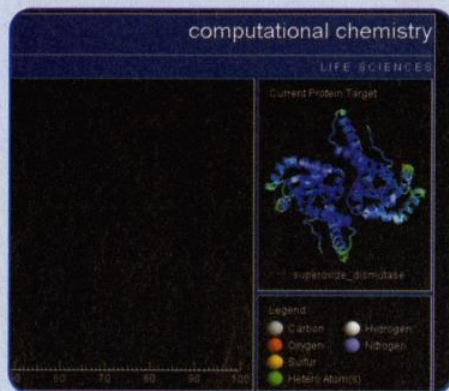 computational chemistry
LIFE SCIENCES
Current Protein Target
superoxide_dismutase
Legend
Carbon Hydrogen
Oxygen Nitrogen
Sulfur
Hetero Atom(s)
60 70 80 90 100